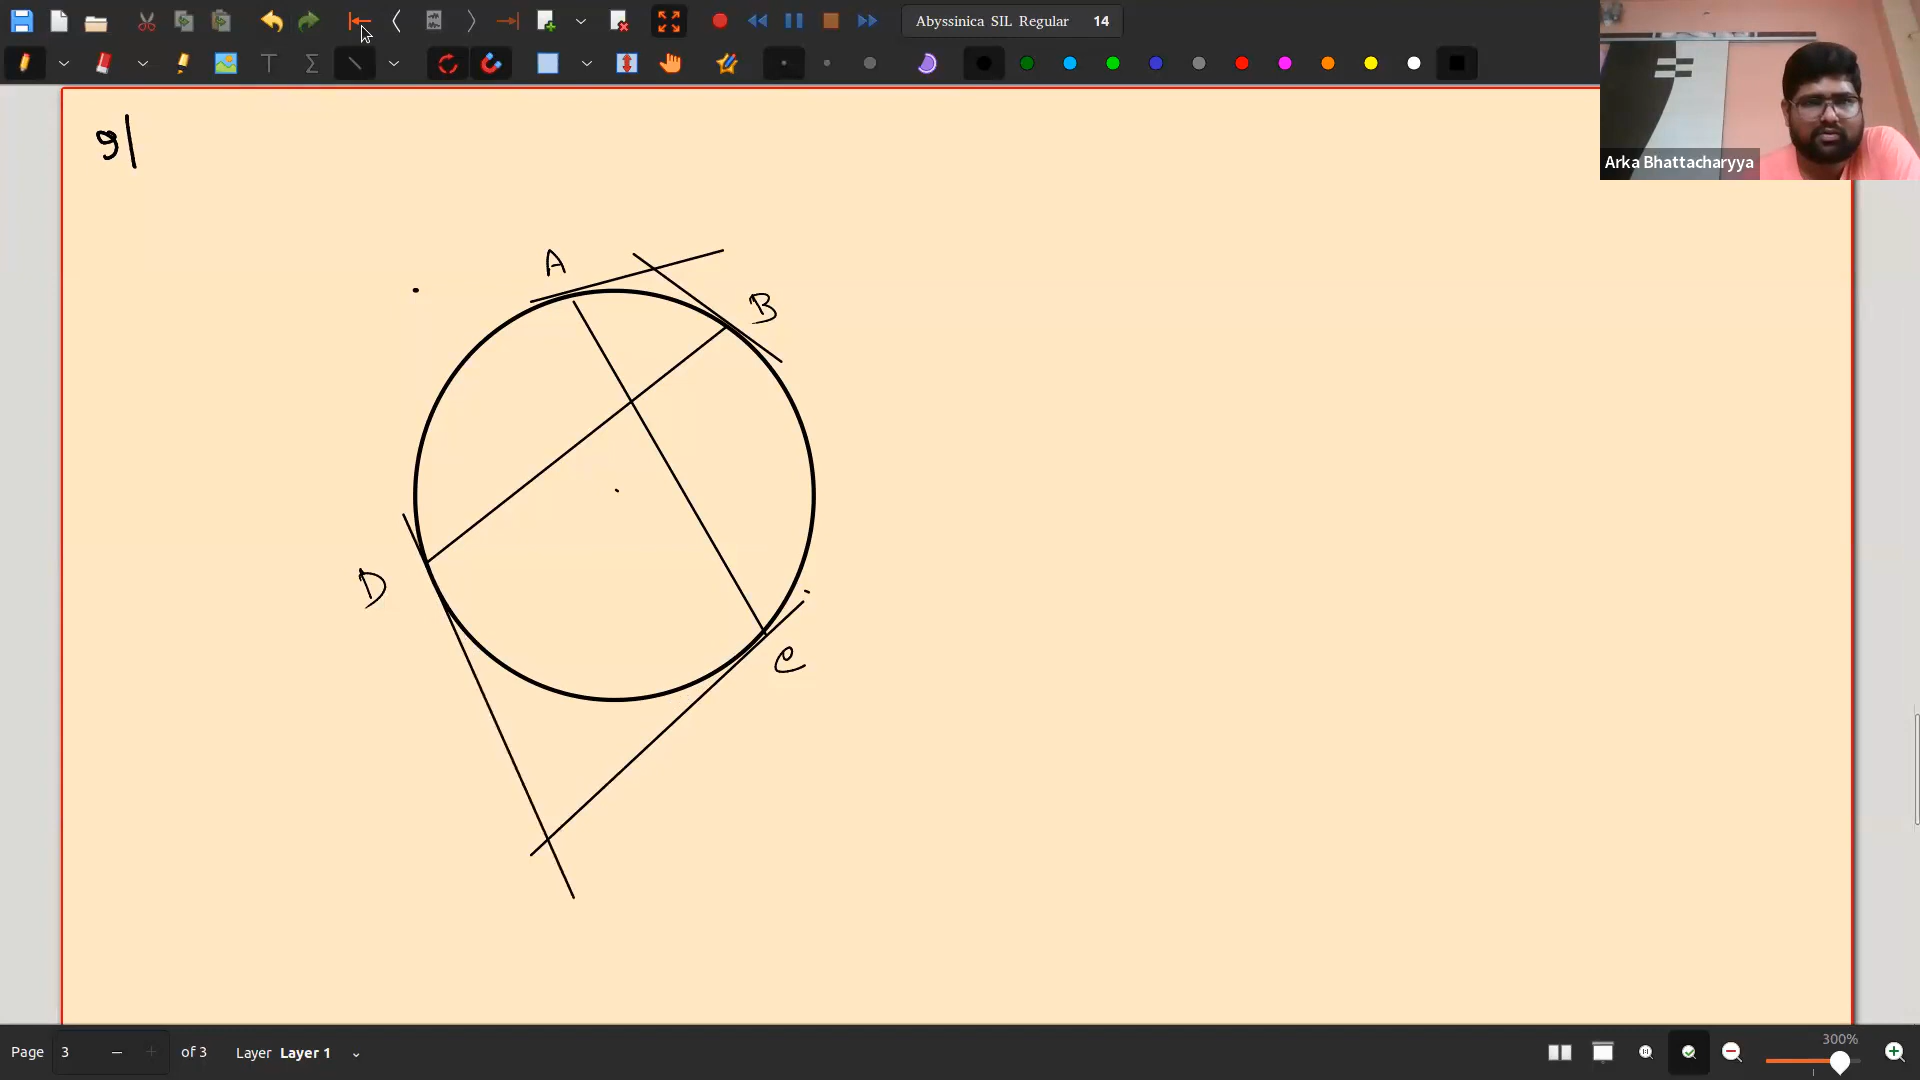 Abyssinica SIL Regular 14
Arka Bhattacharyya
9|
A
B
D
C
Page 3 of 3 Layer Layer 1 300%